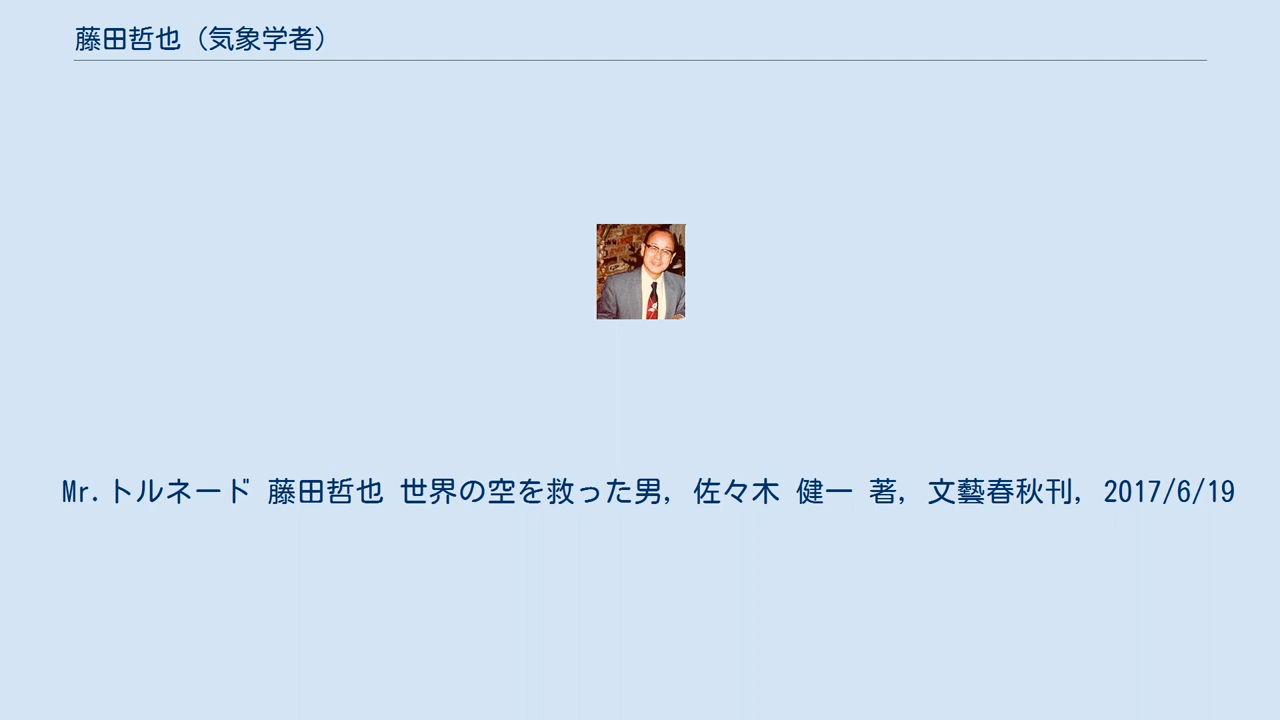 藤田哲也（気象学者）
Mr.トルネード 藤田哲也 世界の空を救った男, 佐々木 健一 著, 文藝春秋刊, 2017/6/19